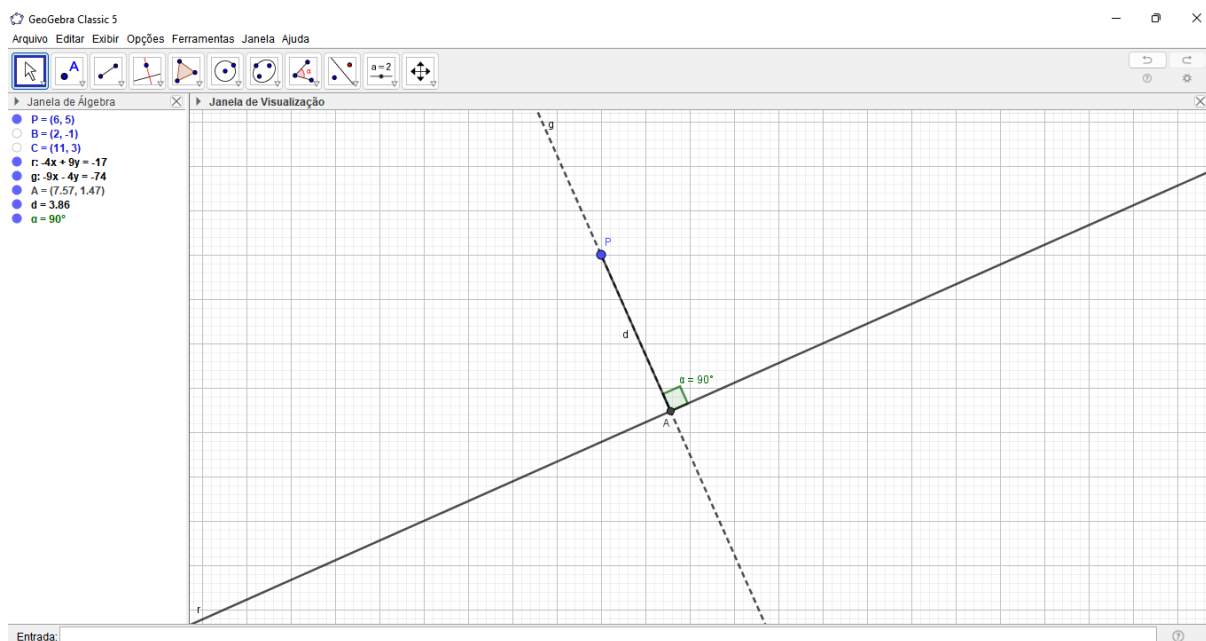 GeoGebra Classic 5
Arquivo Editar Exibir Opções Ferramentas Janela Ajuda
A
α
a=2
Janela de Álgebra
Janela de Visualização
P = (6, 5)
B = (2, -1)
C = (11, 3)
r: -4x + 9y = -17
g: -9x - 4y = -74
A = (7.57, 1.47)
d = 3.86
α = 90°
g
P
d
α = 90°
A
r
Entrada: